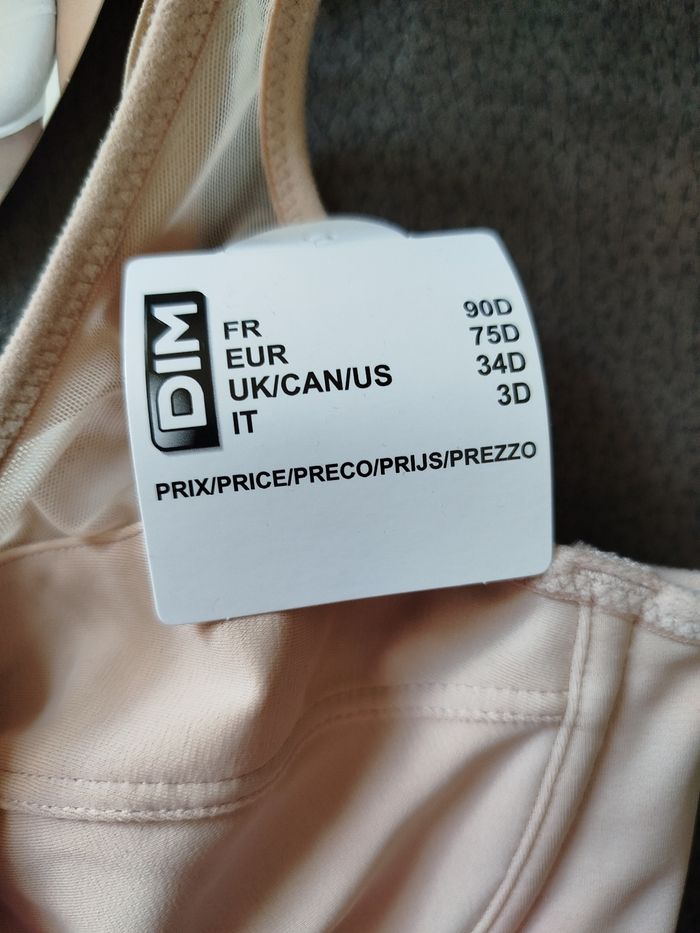 DIM
FR 90D
EUR 75D
UK/CAN/US 34D
IT 3D
PRIX/PRICE/PRECO/PRIJS/PREZZO